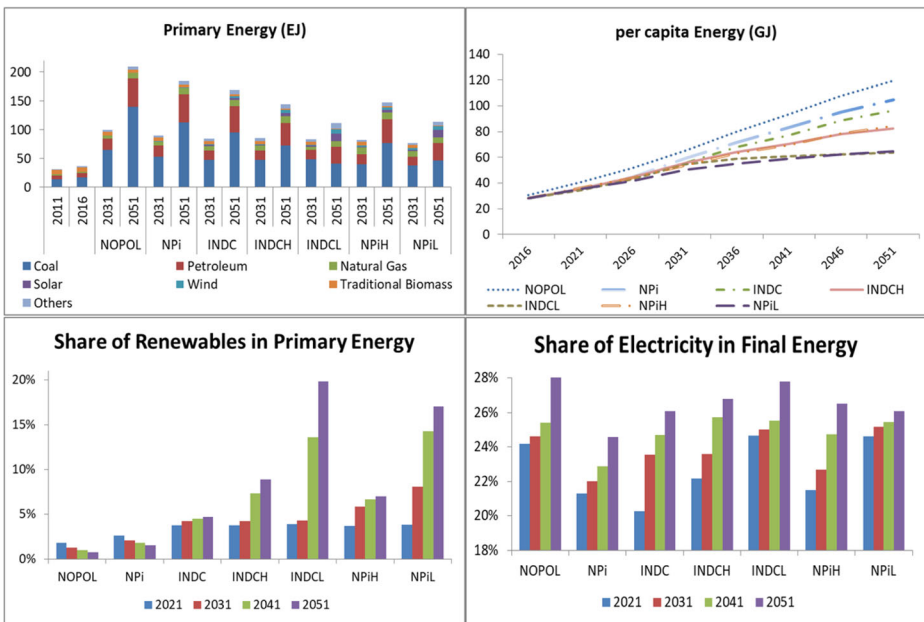 Primary Energy (EJ)
200
150
100
50
0
2011 2016 2031 2051 2031 2051 2031 2051 2031 2051 2031 2051 2031 2051 2031 2051
NOPOL NPi INDC INDCH INDCL NPiH NPiL
Coal Petroleum Natural Gas
Solar Wind Traditional Biomass
Others
per capita Energy (GJ)
140
120
100
80
60
40
20
0
2016 2021 2026 2031 2036 2041 2046 2051
NOPOL NPi INDC INDCH
INDCL NPiH NPiL
Share of Renewables in Primary Energy
20%
15%
10%
5%
0%
NOPOL NPi INDC INDCH INDCL NPiH NPiL
2021 2031 2041 2051
Share of Electricity in Final Energy
28%
26%
24%
22%
20%
18%
NOPOL NPi INDC INDCH INDCL NPiH NPiL
2021 2031 2041 2051